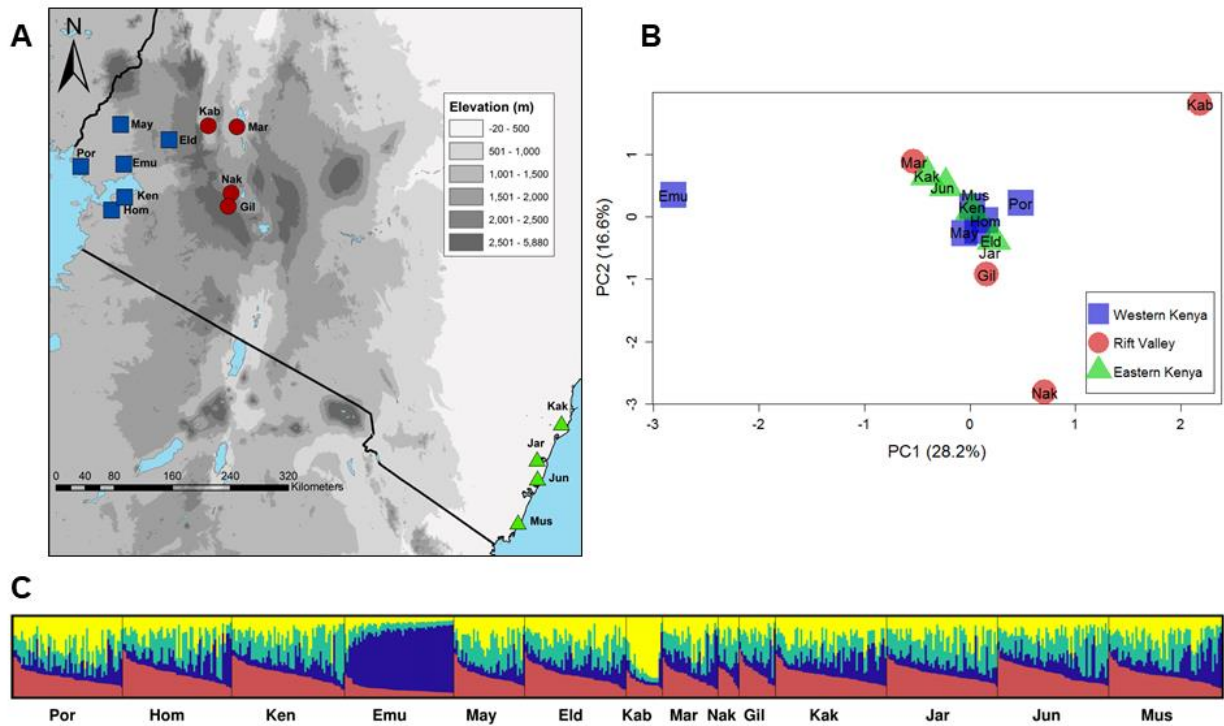 A
N
Kab
May
Mar
Eld
Por
Emu
Nak
Ken
Gil
Hom
Elevation (m)
-20 - 500
501 - 1,000
1,001 - 1,500
1,501 - 2,000
2,001 - 2,500
2,501 - 5,880
Kak
Jar
Jun
Mus
0 40 80 160 240 320
Kilometers
B
Kab
Mar
Kak
Jun
Emu
Mus
Por
Ken
Hom
May
Eld
Jar
Gil
Nak
1
0
-1
-2
-3
PC2 (16.6%)
-3 -2 -1 0 1 2
PC1 (28.2%)
Western Kenya
Rift Valley
Eastern Kenya
C
Por Hom Ken Emu May Eld Kab Mar Nak Gil Kak Jar Jun Mus